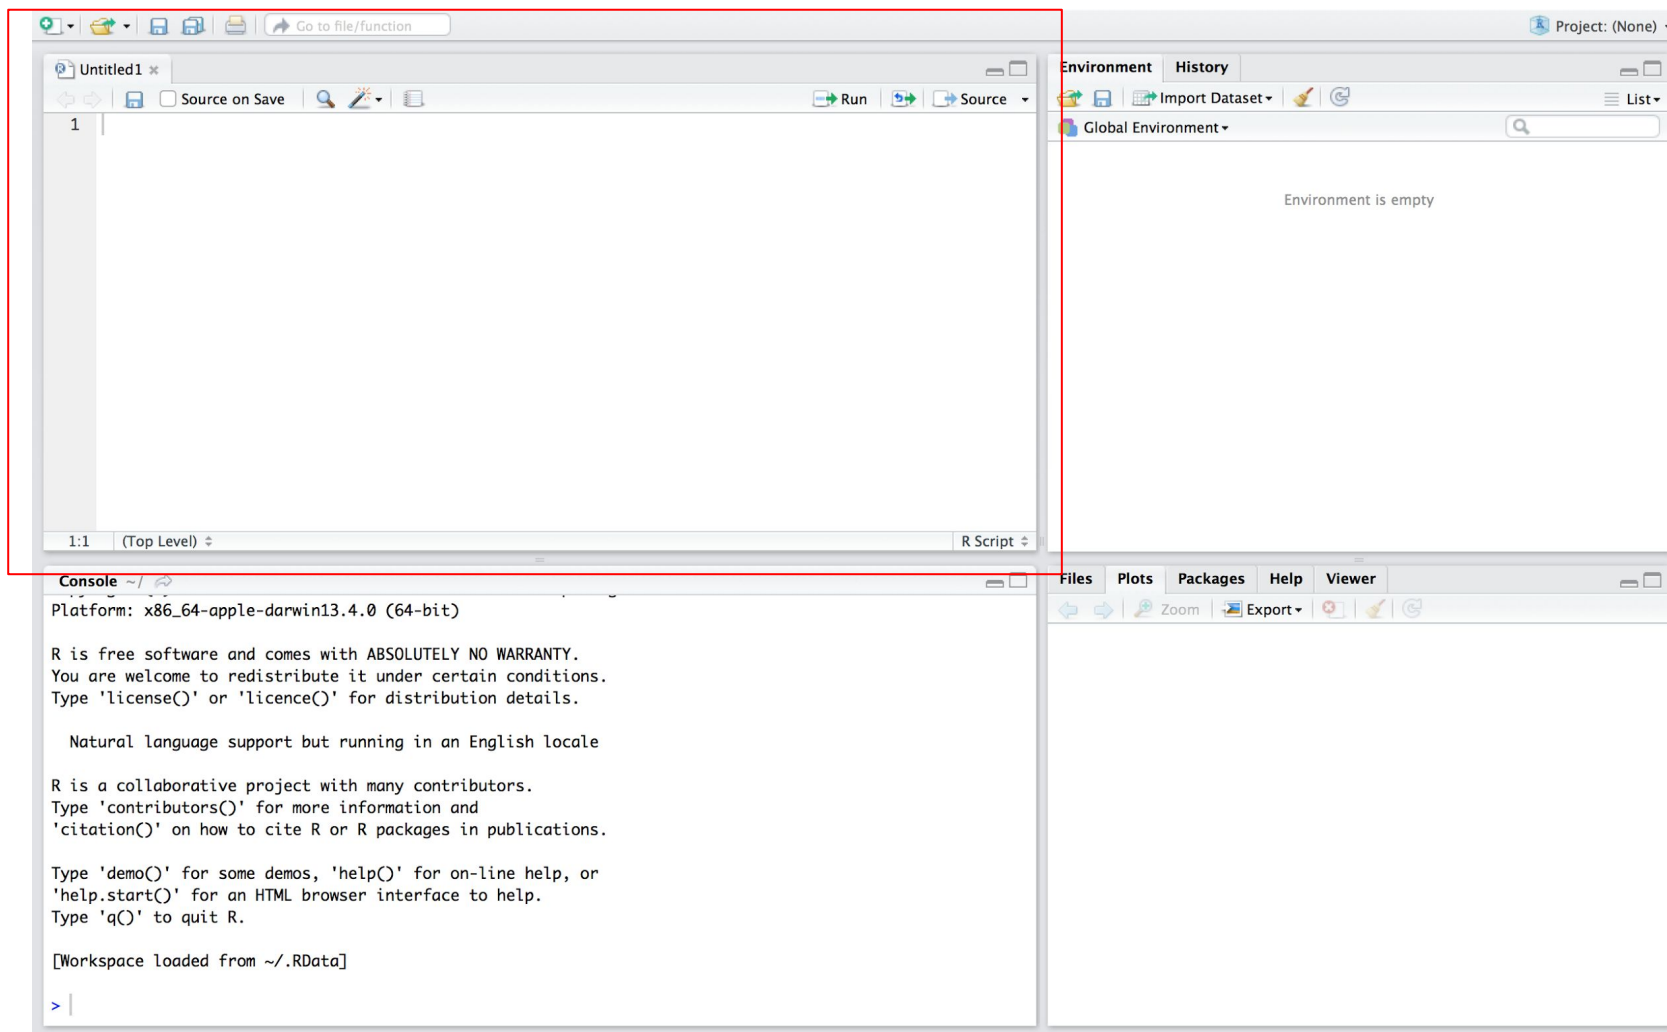 Go to file/function
Project: (None)
Untitled1
Source on Save
Run
Source
1
1:1
(Top Level)
R Script
Environment
History
Import Dataset
List
Global Environment
Environment is empty
Console ~/
Platform: x86_64-apple-darwin13.4.0 (64-bit)
R is free software and comes with ABSOLUTELY NO WARRANTY.
You are welcome to redistribute it under certain conditions.
Type 'license()' or 'licence()' for distribution details.
Natural language support but running in an English locale
R is a collaborative project with many contributors.
Type 'contributors()' for more information and
'citation()' on how to cite R or R packages in publications.
Type 'demo()' for some demos, 'help()' for on-line help, or
'help.start()' for an HTML browser interface to help.
Type 'q()' to quit R.
[Workspace loaded from ~/.RData]
>
Files
Plots
Packages
Help
Viewer
Zoom
Export